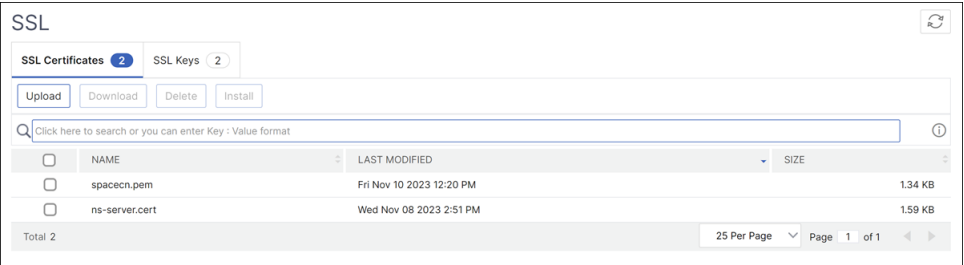 SSL
SSL Certificates 2 SSL Keys 2
Upload Download Delete Install
Click here to search or you can enter Key : Value format
NAME LAST MODIFIED SIZE
spacecn.pem Fri Nov 10 2023 12:20 PM 1.34 KB
ns-server.cert Wed Nov 08 2023 2:51 PM 1.59 KB
Total 2 25 Per Page Page 1 of 1